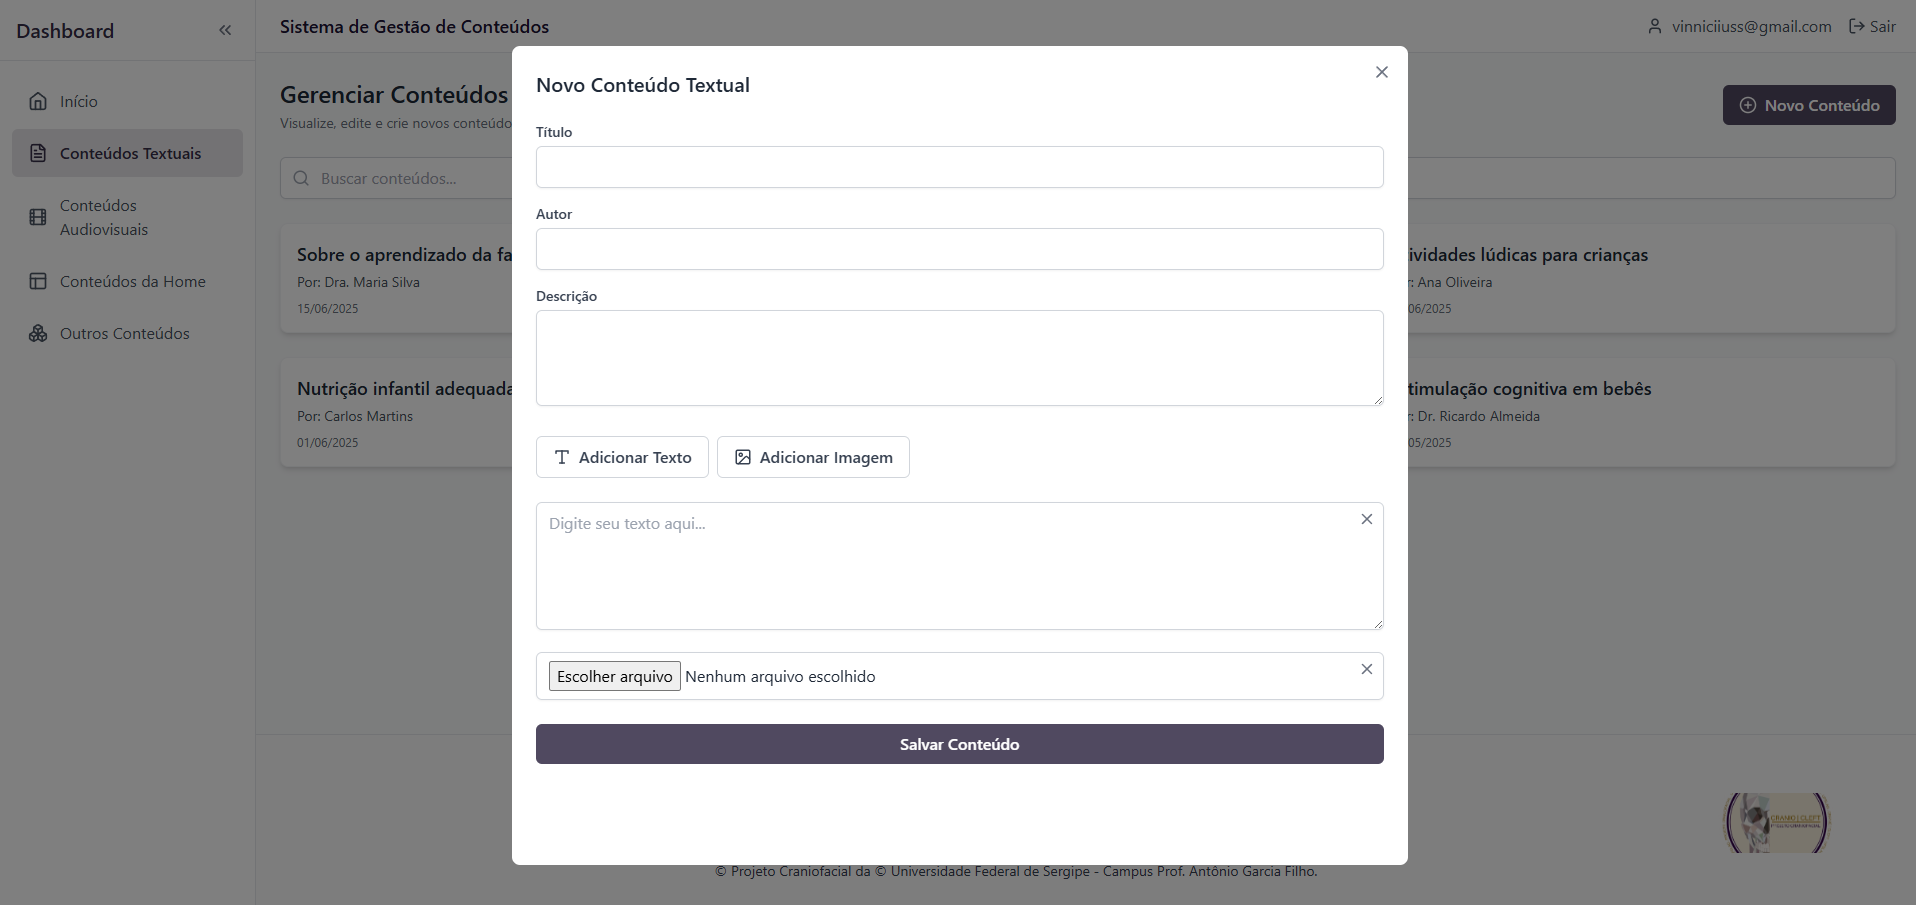 Dashboard
Sistema de Gestão de Conteúdos
vinniciiuss@gmail.com
Sair
Início
Conteúdos Textuais
Conteúdos
Audiovisuais
Conteúdos da Home
Outros Conteúdos
Gerenciar Conteúdos
Visualize, edite e crie novos conteúdo
Novo Conteúdo
Buscar conteúdos...
Sobre o aprendizado da fa
Por: Dra. Maria Silva
15/06/2025
ividades lúdicas para crianças
r: Ana Oliveira
06/2025
Nutrição infantil adequada
Por: Carlos Martins
01/06/2025
timulação cognitiva em bebês
r: Dr. Ricardo Almeida
05/2025
Novo Conteúdo Textual
Título
Autor
Descrição
Adicionar Texto
Adicionar Imagem
Digite seu texto aqui...
Escolher arquivo Nenhum arquivo escolhido
Salvar Conteúdo
© Projeto Craniofacial da © Universidade Federal de Sergipe - Campus Prof. Antônio Garcia Filho.